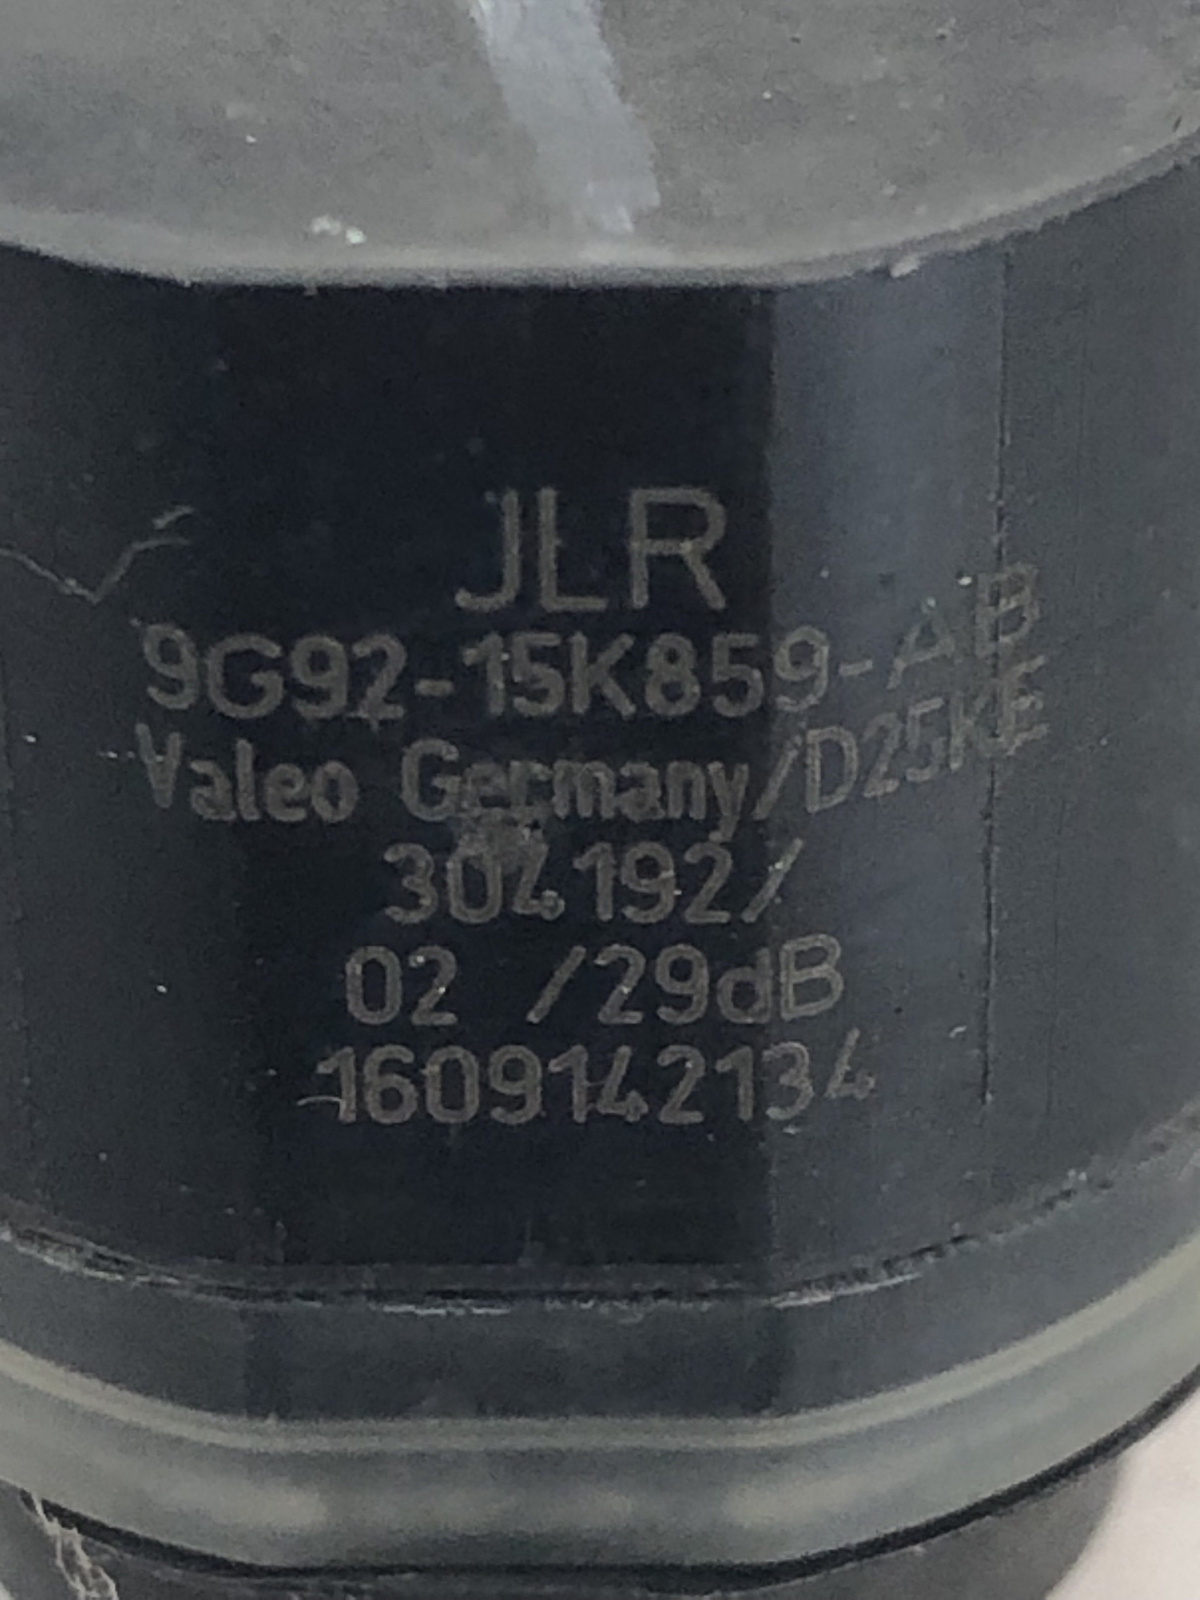 JLR
9G92-15K859-AB
Valeo Germany/D25KE
304192/
02 /29dB
1609142134